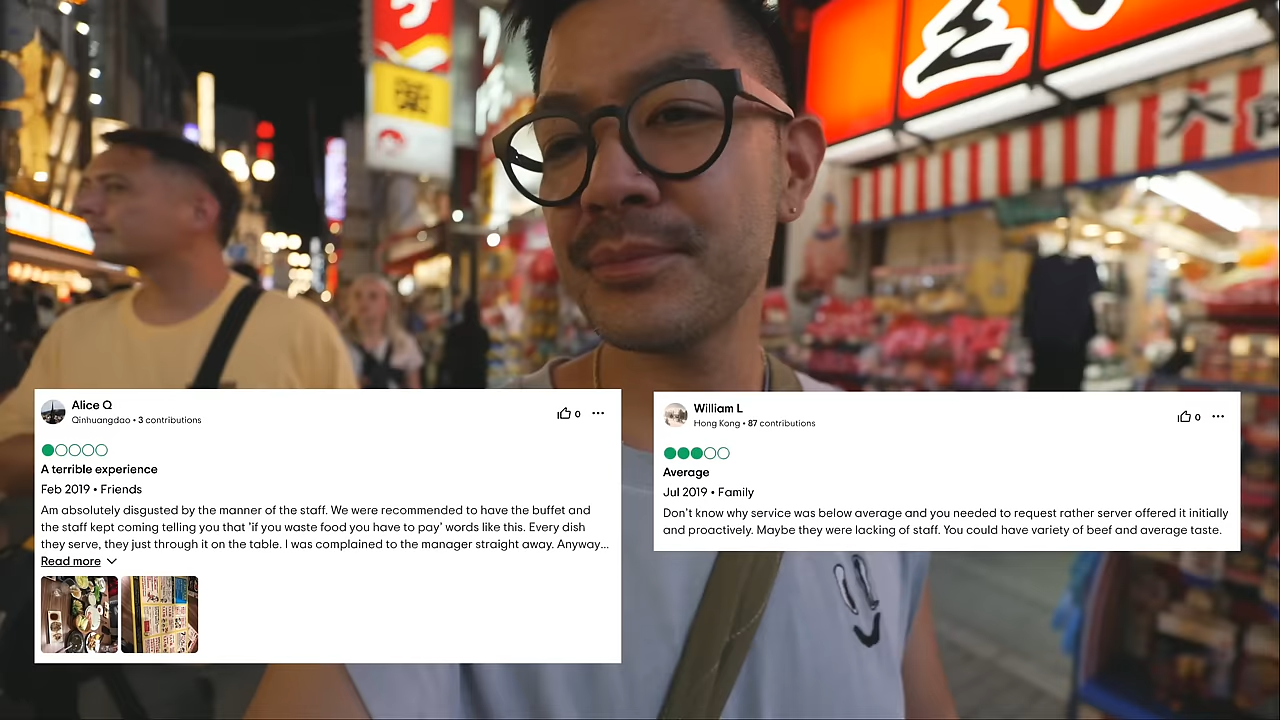 大阪
Alice Q
Qinhuangdao • 3 contributions
0
A terrible experience
Feb 2019 • Friends
Am absolutely disgusted by the manner of the staff. We were recommended to have the buffet and
the staff kept coming telling you that 'if you waste food you have to pay' words like this. Every dish
they serve, they just through it on the table. I was complained to the manager straight away. Anyway...
Read more
William L
Hong Kong • 87 contributions
0
Average
Jul 2019 • Family
Don't know why service was below average and you needed to request rather server offered it initially
and proactively. Maybe they were lacking of staff. You could have variety of beef and average taste.